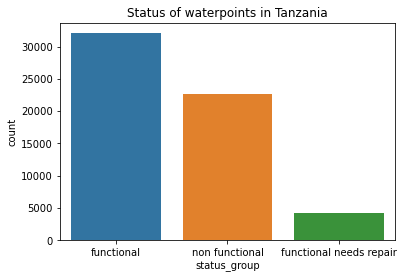 Status of waterpoints in Tanzania
30000
25000
20000
15000
10000
5000
0
count
functional
non functional
functional needs repair
status_group